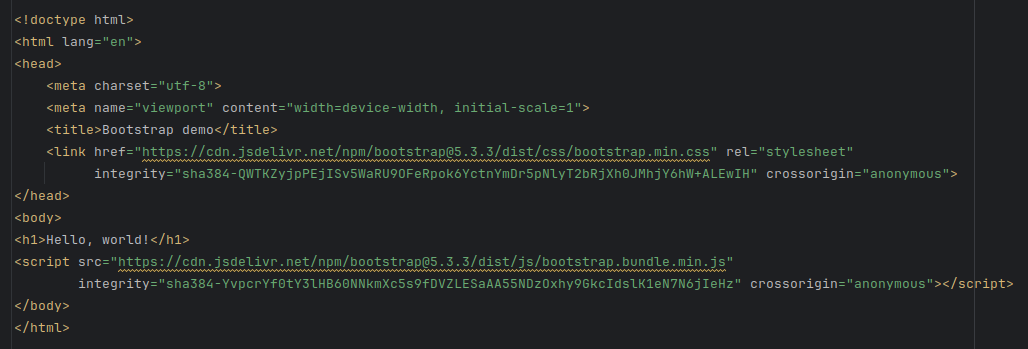 <!doctype html>
<html lang="en">
<head>
    <meta charset="utf-8">
    <meta name="viewport" content="width=device-width, initial-scale=1">
    <title>Bootstrap demo</title>
    <link href="https://cdn.jsdelivr.net/npm/bootstrap@5.3.3/dist/css/bootstrap.min.css" rel="stylesheet"
          integrity="sha384-QWTKZyjpPEjISv5WaRU9OFeRpok6YctnYmDr5pNlyT2bRjXh0JMhjY6hW+ALEwIH" crossorigin="anonymous">
</head>
<body>
<h1>Hello, world!</h1>
<script src="https://cdn.jsdelivr.net/npm/bootstrap@5.3.3/dist/js/bootstrap.bundle.min.js"
        integrity="sha384-YvpcrYf0tY3lHB60NNkmXc5s9fDVZLESaAA55NDzOxhy9GkcIdslK1eN7N6jIeHz" crossorigin="anonymous"></script>
</body>
</html>